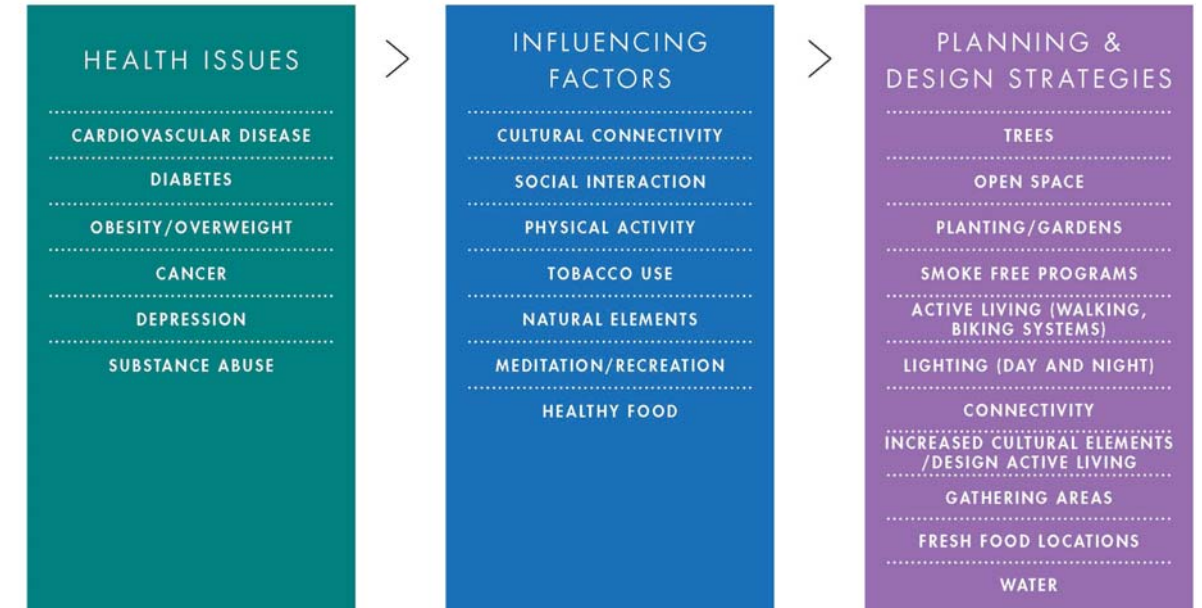 HEALTH ISSUES
CARDIOVASCULAR DISEASE
DIABETES
OBESITY/OVERWEIGHT
CANCER
DEPRESSION
SUBSTANCE ABUSE
>
INFLUENCING
FACTORS
CULTURAL CONNECTIVITY
SOCIAL INTERACTION
PHYSICAL ACTIVITY
TOBACCO USE
NATURAL ELEMENTS
MEDITATION/RECREATION
HEALTHY FOOD
>
PLANNING &
DESIGN STRATEGIES
TREES
OPEN SPACE
PLANTING/GARDENS
SMOKE FREE PROGRAMS
ACTIVE LIVING (WALKING,
BIKING SYSTEMS)
LIGHTING (DAY AND NIGHT)
CONNECTIVITY
INCREASED CULTURAL ELEMENTS
/DESIGN ACTIVE LIVING
GATHERING AREAS
FRESH FOOD LOCATIONS
WATER